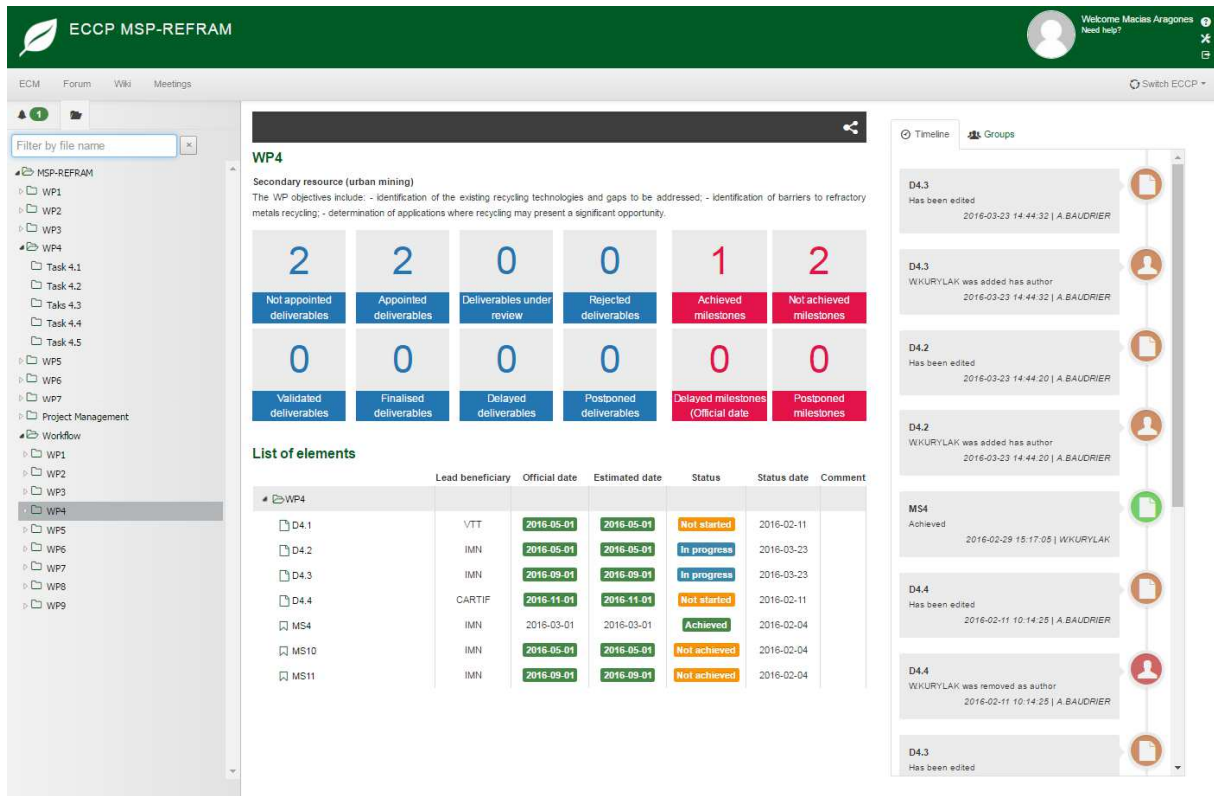 ECCP MSP-REFRAM
Welcome Macias Aragones
Need help?
ECM Forum Wiki Meetings
Switch ECCP
1
Filter by file name
×
MSP-REFRAM
WP1
WP2
WP3
WP4
Task 4.1
Task 4.2
Taks 4.3
Task 4.4
Task 4.5
WP5
WP6
WP7
Project Management
Workflow
WP1
WP2
WP3
WP4
WP5
WP6
WP7
WP8
WP9
WP4
Secondary resource (urban mining)
The WP objectives include: - identification of the existing recycling technologies and gaps to be addressed; - identification of barriers to refractory
metals recycling; - determination of applications where recycling may present a significant opportunity.
2 2 0 0 1 2
Not appointed Appointed Deliverables under Rejected Achieved Not achieved
deliverables deliverables review deliverables milestones milestones
0 0 0 0 0 0
Validated Finalised Delayed Postponed Delayed milestones Postponed
deliverables deliverables deliverables deliverables (Official date milestones
List of elements
Lead beneficiary Official date Estimated date Status Status date Comment
WP4
D4.1 VTT 2016-05-01 2016-05-01 Not started 2016-02-11
D4.2 IMN 2016-05-01 2016-05-01 In progress 2016-03-23
D4.3 IMN 2016-09-01 2016-09-01 In progress 2016-03-23
D4.4 CARTIF 2016-11-01 2016-11-01 Not started 2016-02-11
MS4 IMN 2016-03-01 2016-03-01 Achieved 2016-02-04
MS10 IMN 2016-05-01 2016-05-01 Not achieved 2016-02-04
MS11 IMN 2016-09-01 2016-09-01 Not achieved 2016-02-04
Timeline Groups
D4.3
Has been edited
2016-03-23 14:44:32 | A.BAUDRIER
D4.3
W.KURYLAK was added has author
2016-03-23 14:44:32 | A.BAUDRIER
D4.2
Has been edited
2016-03-23 14:44:20 | A.BAUDRIER
D4.2
W.KURYLAK was added has author
2016-03-23 14:44:20 | A.BAUDRIER
MS4
Achieved
2016-02-29 15:17:05 | W.KURYLAK
D4.4
Has been edited
2016-02-11 10:14:25 | A.BAUDRIER
D4.4
W.KURYLAK was removed as author
2016-02-11 10:14:25 | A.BAUDRIER
D4.3
Has been edited